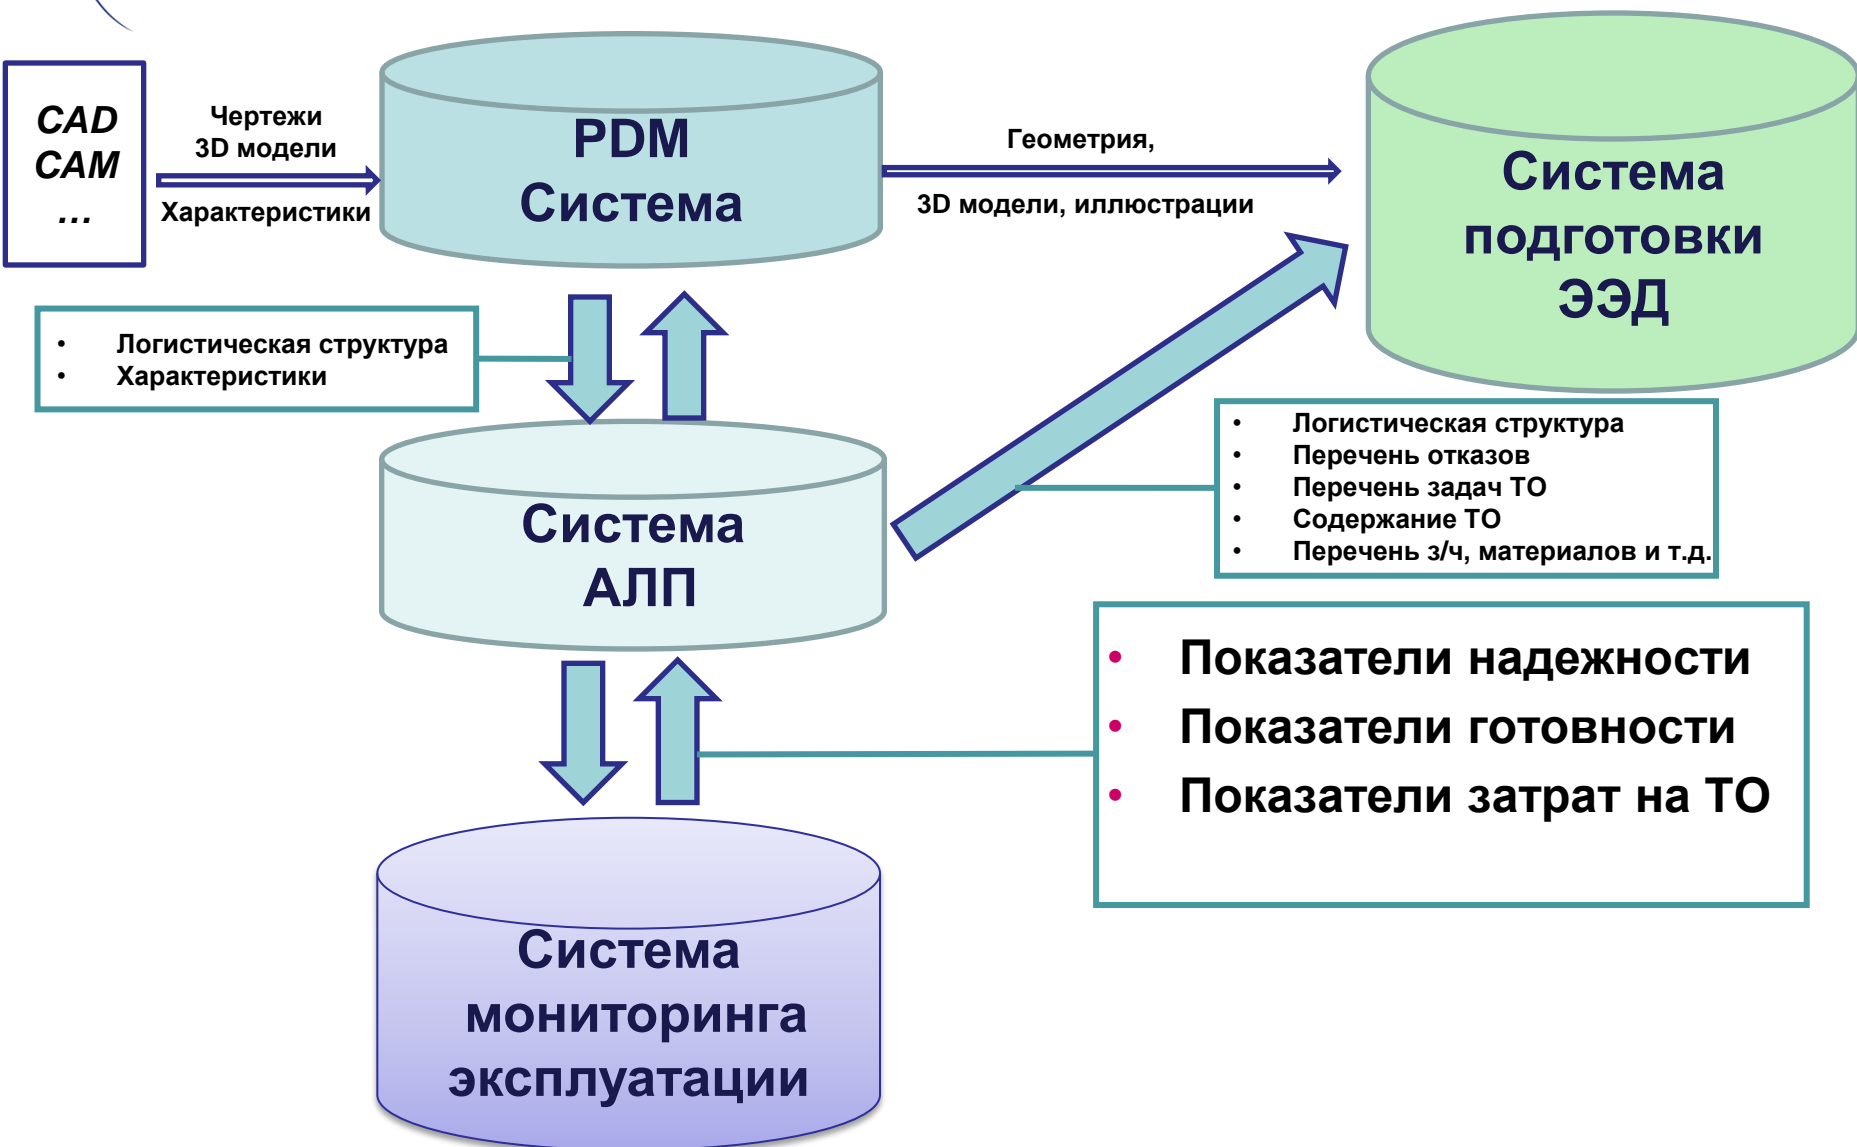 CAD
CAM
...
Чертежи
3D модели
Характеристики
PDM
Система
Геометрия,
3D модели, иллюстрации
Система
подготовки
ЭЭД
• Логистическая структура
• Характеристики
Система
АЛП
• Логистическая структура
• Перечень отказов
• Перечень задач ТО
• Содержание ТО
• Перечень з/ч, материалов и т.д.
• Показатели надежности
• Показатели готовности
• Показатели затрат на ТО
Система
мониторинга
эксплуатации